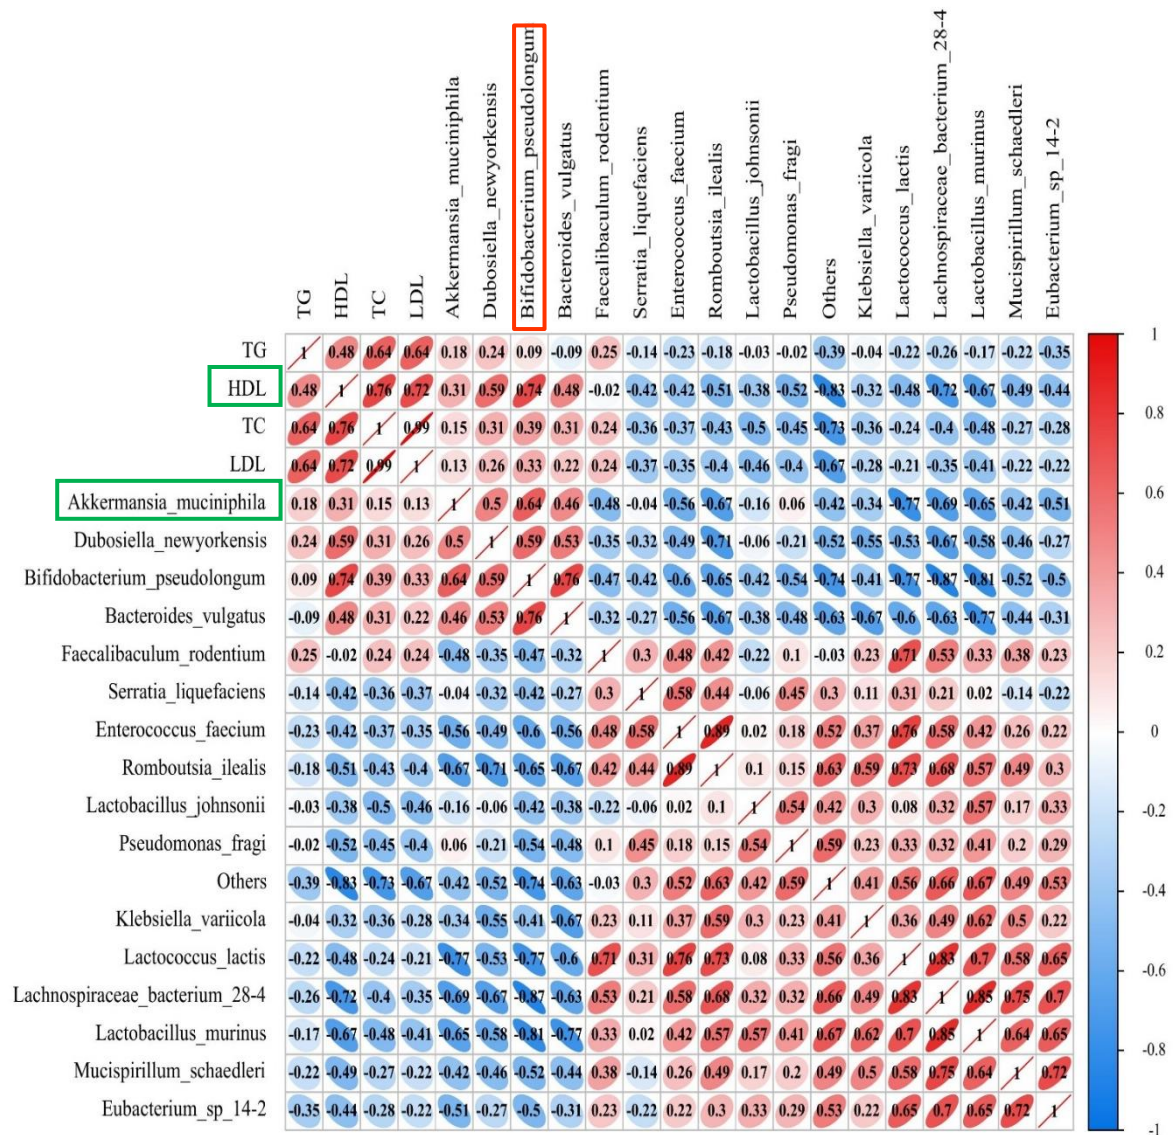 TG
HDL
TC
LDL
Akkermansia_muciniphila
Dubosiella_newyorkensis
Bifidobacterium_pseudolongum
Bacteroides_vulgatus
Faecalibaculum_rodentium
Serratia_liquefaciens
Enterococcus_faecium
Romboutsia_ilealis
Lactobacillus_johnsonii
Pseudomonas_fragi
Others
Klebsiella_variicola
Lactococcus_lactis
Lachnospiraceae_bacterium_28-4
Lactobacillus_murinus
Mucispirillum_schaedleri
Eubacterium_sp_14-2
TG 1 0.48 0.64 0.64 0.18 0.24 0.09 -0.09 0.25 -0.14 -0.23 -0.18 -0.03 -0.02 -0.39 -0.04 -0.22 -0.26 -0.17 -0.22 -0.35
HDL 0.48 1 0.76 0.72 0.31 0.59 0.74 0.48 -0.02 -0.42 -0.42 -0.51 -0.38 -0.52 -0.83 -0.32 -0.48 -0.72 -0.67 -0.49 -0.44
TC 0.64 0.76 1 0.99 0.15 0.31 0.39 0.31 0.24 -0.36 -0.37 -0.43 -0.5 -0.45 -0.73 -0.36 -0.24 -0.4 -0.48 -0.27 -0.28
LDL 0.64 0.72 0.99 1 0.13 0.26 0.33 0.22 0.24 -0.37 -0.35 -0.4 -0.46 -0.4 -0.67 -0.28 -0.21 -0.35 -0.41 -0.22 -0.22
Akkermansia_muciniphila 0.18 0.31 0.15 0.13 1 0.5 0.64 0.46 -0.48 -0.04 -0.56 -0.67 -0.16 0.06 -0.42 -0.34 -0.77 -0.69 -0.65 -0.42 -0.51
Dubosiella_newyorkensis 0.24 0.59 0.31 0.26 0.5 1 0.59 0.53 -0.35 -0.32 -0.49 -0.71 -0.06 -0.21 -0.52 -0.55 -0.53 -0.67 -0.58 -0.46 -0.27
Bifidobacterium_pseudolongum 0.09 0.74 0.39 0.33 0.64 0.59 1 0.76 -0.47 -0.42 -0.6 -0.65 -0.42 -0.54 -0.74 -0.41 -0.77 -0.87 -0.81 -0.52 -0.5
Bacteroides_vulgatus -0.09 0.48 0.31 0.22 0.46 0.53 0.76 1 -0.32 -0.27 -0.56 -0.67 -0.38 -0.48 -0.63 -0.67 -0.6 -0.63 -0.77 -0.44 -0.31
Faecalibaculum_rodentium 0.25 -0.02 0.24 0.24 -0.48 -0.35 -0.47 -0.32 1 0.3 0.48 0.42 -0.22 0.1 -0.03 0.23 0.71 0.53 0.33 0.38 0.23
Serratia_liquefaciens -0.14 -0.42 -0.36 -0.37 -0.04 -0.32 -0.42 -0.27 0.3 1 0.58 0.44 -0.06 0.45 0.3 0.11 0.31 0.21 0.02 -0.14 -0.22
Enterococcus_faecium -0.23 -0.42 -0.37 -0.35 -0.56 -0.49 -0.6 -0.56 0.48 0.58 1 0.89 0.02 0.18 0.52 0.37 0.76 0.58 0.42 0.26 0.22
Romboutsia_ilealis -0.18 -0.51 -0.43 -0.4 -0.67 -0.71 -0.65 -0.67 0.42 0.44 0.89 1 0.1 0.15 0.63 0.59 0.73 0.68 0.57 0.49 0.3
Lactobacillus_johnsonii -0.03 -0.38 -0.5 -0.46 -0.16 -0.06 -0.42 -0.38 -0.22 -0.06 0.02 0.1 1 0.54 0.42 0.3 0.08 0.32 0.57 0.17 0.33
Pseudomonas_fragi -0.02 -0.52 -0.45 -0.4 0.06 -0.21 -0.54 -0.48 0.1 0.45 0.18 0.15 0.54 1 0.59 0.23 0.33 0.32 0.41 0.2 0.29
Others -0.39 -0.83 -0.73 -0.67 -0.42 -0.52 -0.74 -0.63 -0.03 0.3 0.52 0.63 0.42 0.59 1 0.41 0.56 0.66 0.67 0.49 0.53
Klebsiella_variicola -0.04 -0.32 -0.36 -0.28 -0.34 -0.55 -0.41 -0.67 0.23 0.11 0.37 0.59 0.3 0.23 0.41 1 0.36 0.49 0.62 0.5 0.22
Lactococcus_lactis -0.22 -0.48 -0.24 -0.21 -0.77 -0.53 -0.77 -0.6 0.71 0.31 0.76 0.73 0.08 0.33 0.56 0.36 1 0.83 0.7 0.58 0.65
Lachnospiraceae_bacterium_28-4 -0.26 -0.72 -0.4 -0.35 -0.69 -0.67 -0.87 -0.63 0.53 0.21 0.58 0.68 0.32 0.32 0.66 0.49 0.83 1 0.85 0.75 0.7
Lactobacillus_murinus -0.17 -0.67 -0.48 -0.41 -0.65 -0.58 -0.81 -0.77 0.33 0.02 0.42 0.57 0.57 0.41 0.67 0.62 0.7 0.85 1 0.64 0.65
Mucispirillum_schaedleri -0.22 -0.49 -0.27 -0.22 -0.42 -0.46 -0.52 -0.44 0.38 -0.14 0.26 0.49 0.17 0.2 0.49 0.5 0.58 0.75 0.64 1 0.72
Eubacterium_sp_14-2 -0.35 -0.44 -0.28 -0.22 -0.51 -0.27 -0.5 -0.31 0.23 -0.22 0.22 0.3 0.33 0.29 0.53 0.22 0.65 0.7 0.65 0.72 1
1
0.8
0.6
0.4
0.2
0
-0.2
-0.4
-0.6
-0.8
-1